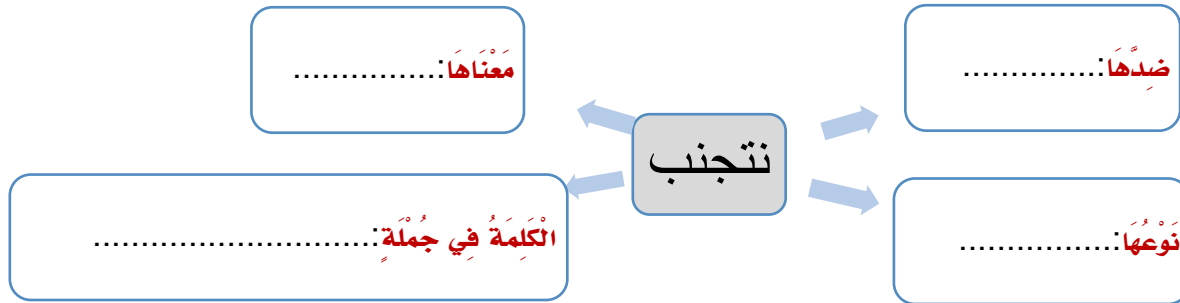 ضِدَّهَا:..............
مَعْنَاهَا:...............
نتجنب
نَوْعُهَا:................
الْكَلِمَةُ فِي جُمْلَةٍ:.............................